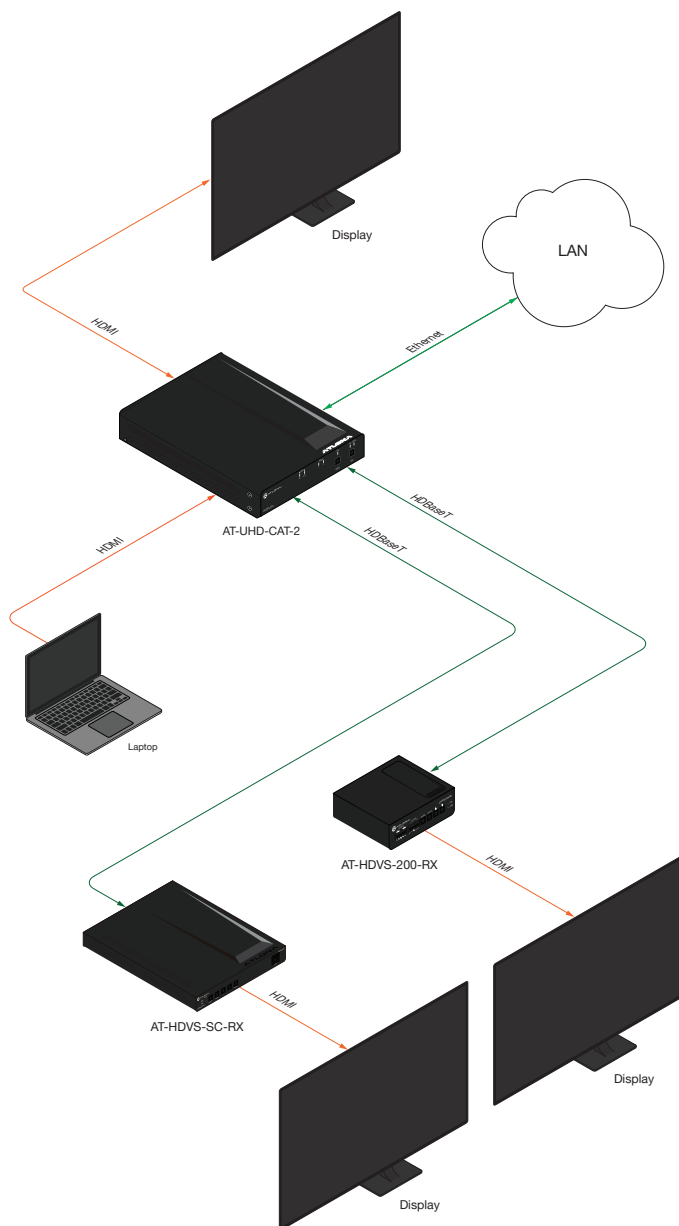 Display
LAN
HDMI
Ethernet
ATLONA
AT-UHD-CAT-2
HDBaseT
HDBaseT
HDMI
Laptop
AT-HDVS-200-RX
HDMI
AT-HDVS-SC-RX
HDMI
Display
Display